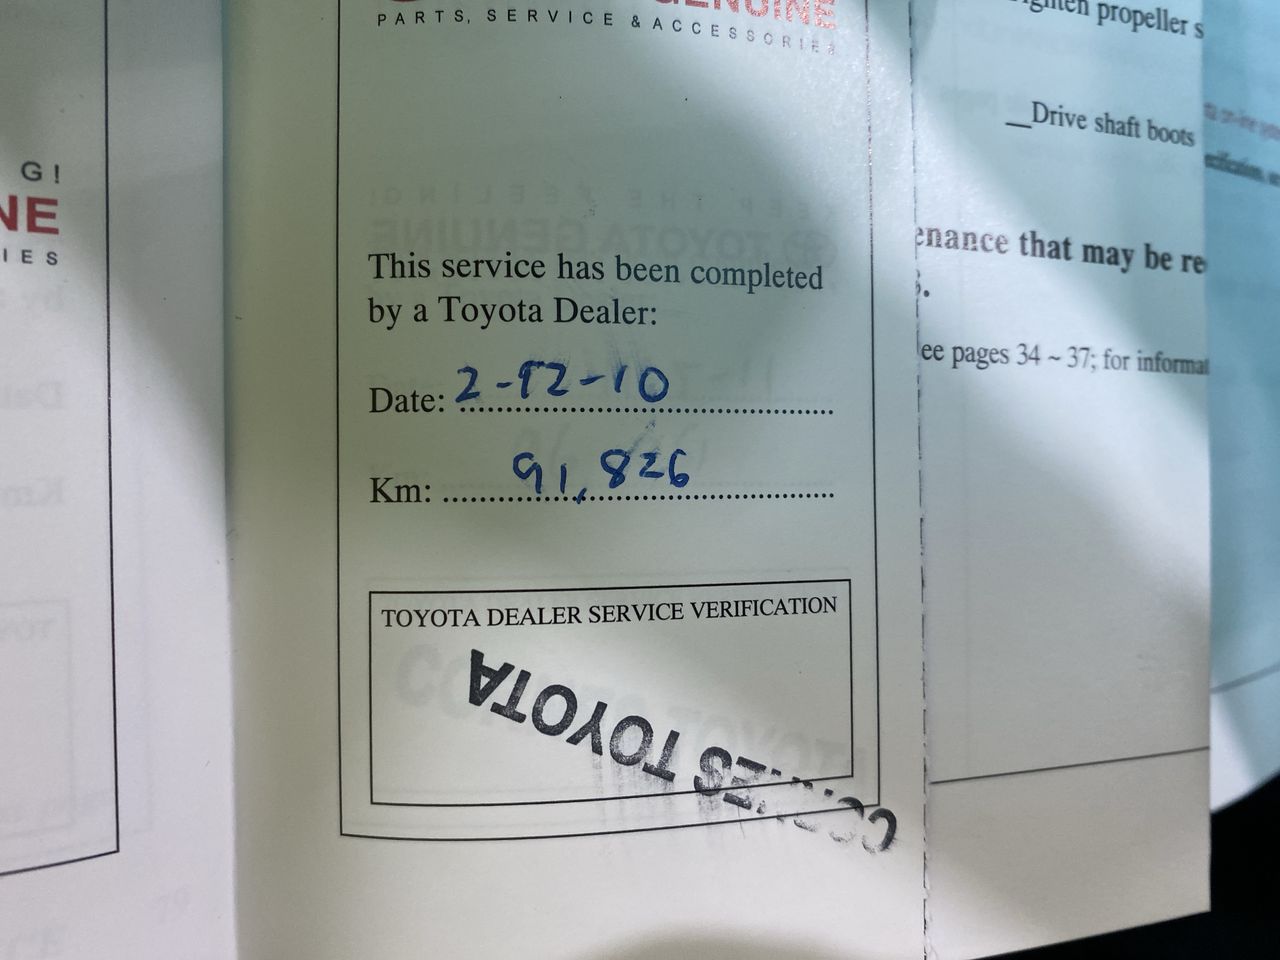 G!
NE
IES
GENUINE
PARTS, SERVICE & ACCESSORIES
This service has been completed
by a Toyota Dealer:
Date: 2-12-10
Km: 91,826
TOYOTA DEALER SERVICE VERIFICATION
TOYOTA
propeller s
__Drive shaft boots
enance that may be re
ee pages 34 ~ 37; for informat